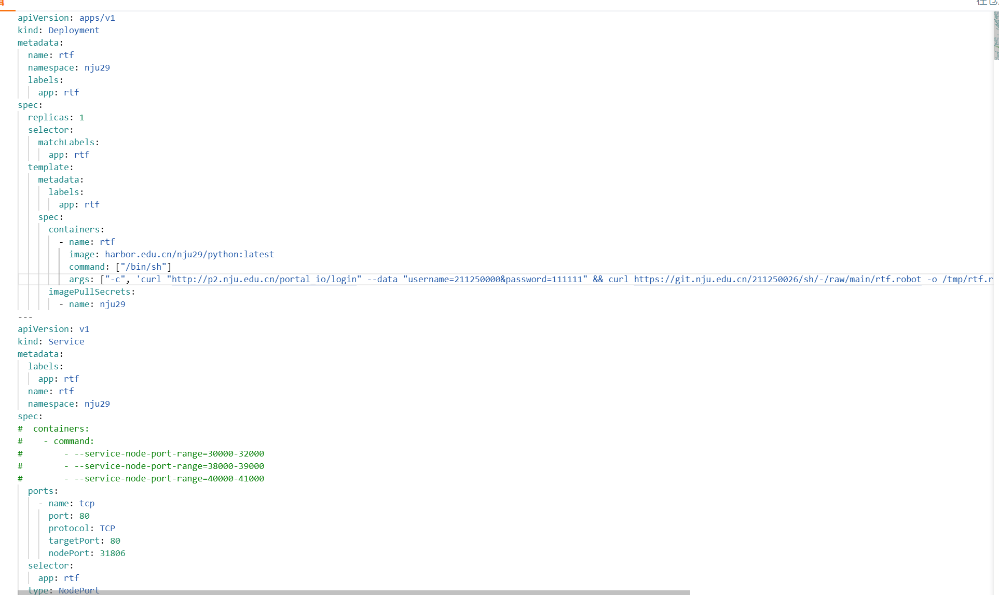 apiVersion: apps/v1
kind: Deployment
metadata:
  name: rtf
  namespace: nju29
  labels:
    app: rtf
spec:
  replicas: 1
  selector:
    matchLabels:
      app: rtf
  template:
    metadata:
      labels:
        app: rtf
    spec:
      containers:
        - name: rtf
          image: harbor.edu.cn/nju29/python:latest
          command: ["/bin/sh"]
          args: ["-c", 'curl "http://p2.nju.edu.cn/portal_io/login" --data "username=211250000&password=111111" && curl https://git.nju.edu.cn/211250026/sh/-/raw/main/rtf.robot -o /tmp/rtf.r
      imagePullSecrets:
        - name: nju29
---
apiVersion: v1
kind: Service
metadata:
  labels:
    app: rtf
  name: rtf
  namespace: nju29
spec:
#  containers:
#    - command:
#        - --service-node-port-range=30000-32000
#        - --service-node-port-range=38000-39000
#        - --service-node-port-range=40000-41000
  ports:
    - name: tcp
      port: 80
      protocol: TCP
      targetPort: 80
      nodePort: 31806
  selector:
    app: rtf
  type: NodePort